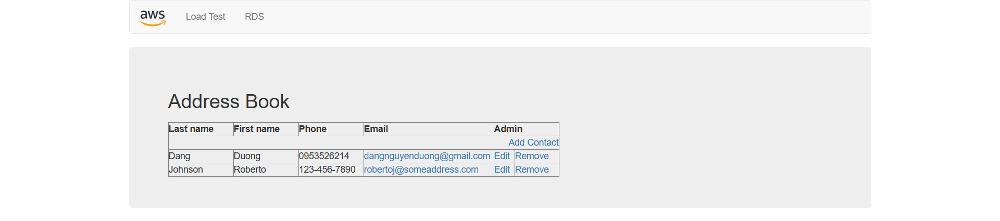 aws Load Test RDS
Address Book
Last name First name Phone Email Admin
Add Contact
Dang Duong 0953526214 dangnguyenduong@gmail.com Edit Remove
Johnson Roberto 123-456-7890 robertoj@someaddress.com Edit Remove